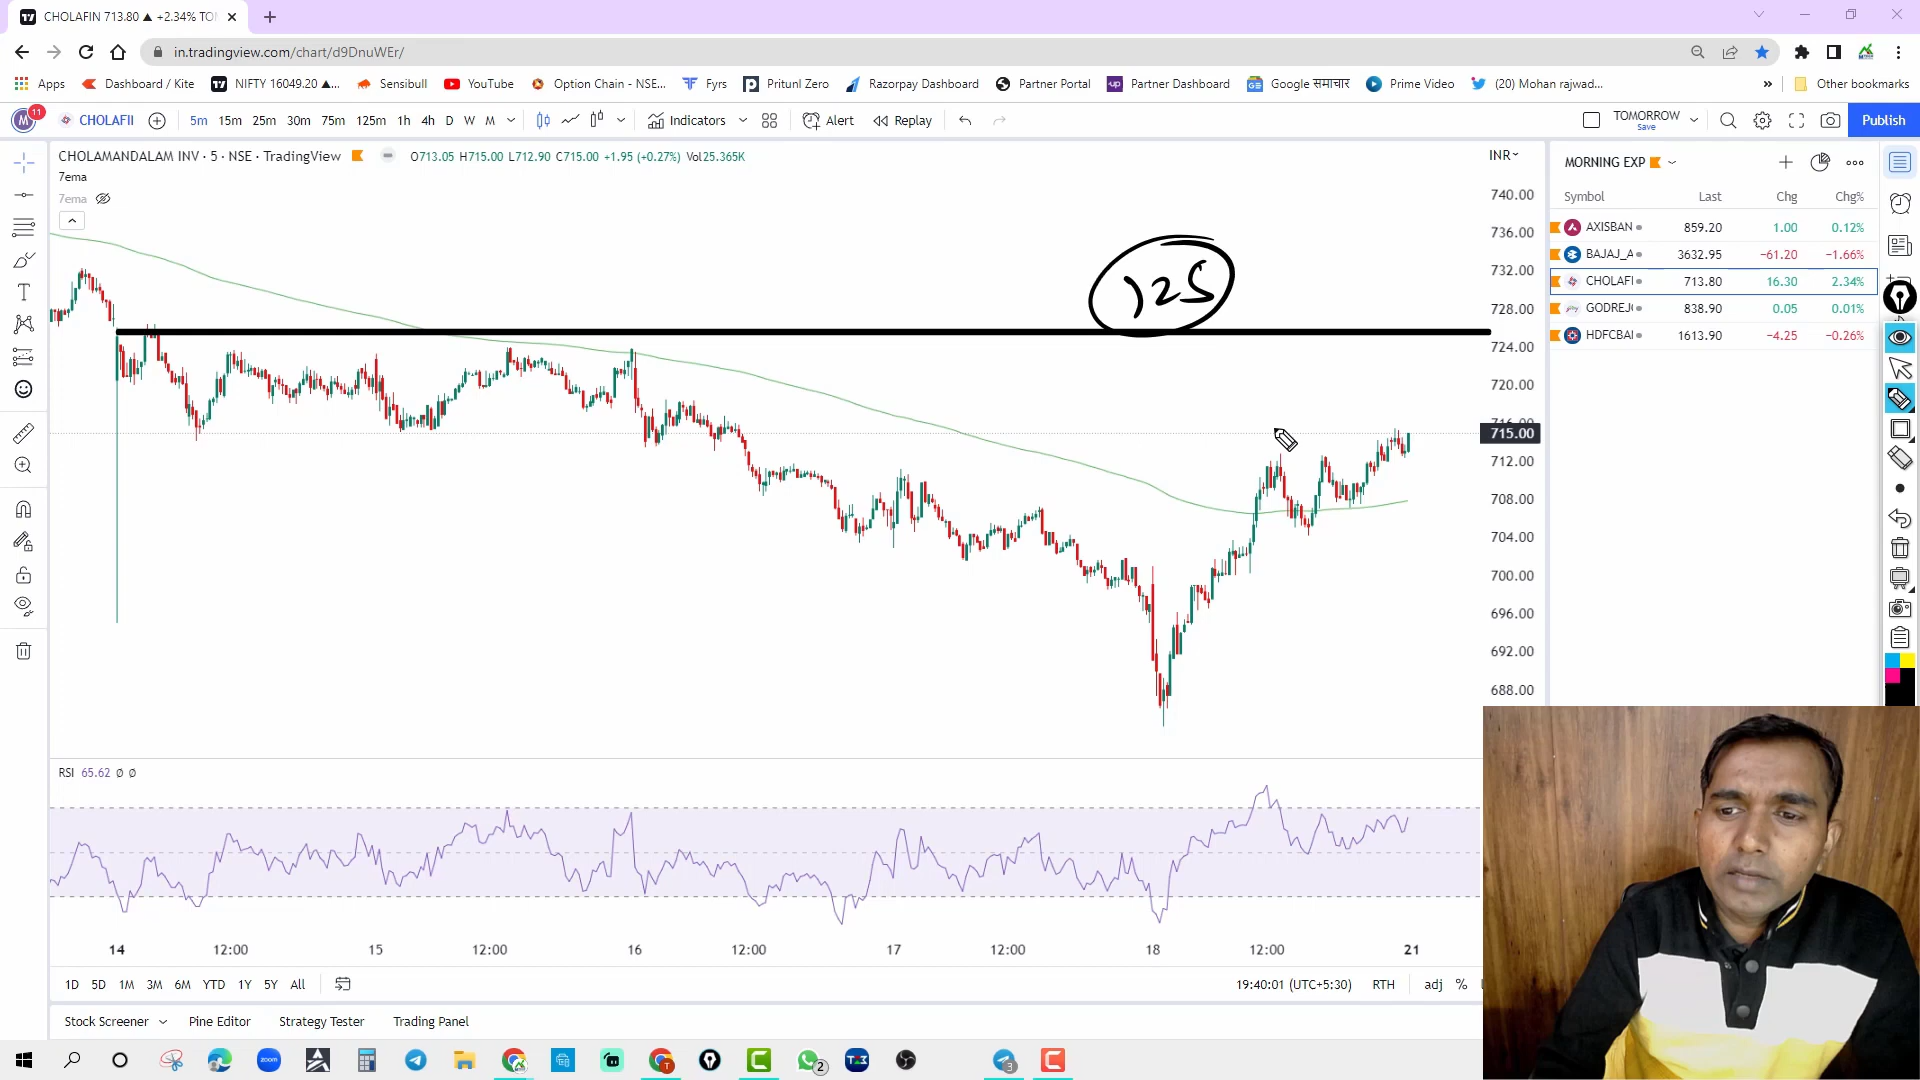 CHOLAFIN 713.80 ▲ +2.34% TOM
in.tradingview.com/chart/d9DnuWEr/
Apps Dashboard / Kite NIFTY 16049.20 ▲... Sensibull YouTube Option Chain - NSE... Fyrs Pritunl Zero Razorpay Dashboard Partner Portal Partner Dashboard Google समाचार Prime Video (20) Mohan rajwad... » Other bookmarks
M 11 CHOLAFII 5m 15m 25m 30m 75m 125m 1h 4h D W M Indicators Alert Replay TOMORROW Save Publish
CHOLAMANDALAM INV · 5 · NSE · TradingView O713.05 H715.00 L712.90 C715.00 +1.95 (+0.27%) Vol25.365K INR
7ema
7ema
125
740.00
736.00
732.00
728.00
724.00
720.00
716.00
715.00
712.00
708.00
704.00
700.00
696.00
692.00
688.00
MORNING EXP
Symbol Last Chg Chg%
AXISBAN 859.20 1.00 0.12%
BAJAJ_A 3632.95 −61.20 −1.66%
CHOLAFI 713.80 16.30 2.34%
GODREJ 838.90 0.05 0.01%
HDFCBAI 1613.90 −4.25 −0.26%
RSI 65.62 Ø Ø
14 12:00 15 12:00 16 12:00 17 12:00 18 12:00 21
1D 5D 1M 3M 6M YTD 1Y 5Y All 19:40:01 (UTC+5:30) RTH adj %
Stock Screener Pine Editor Strategy Tester Trading Panel
zoom T 2 3